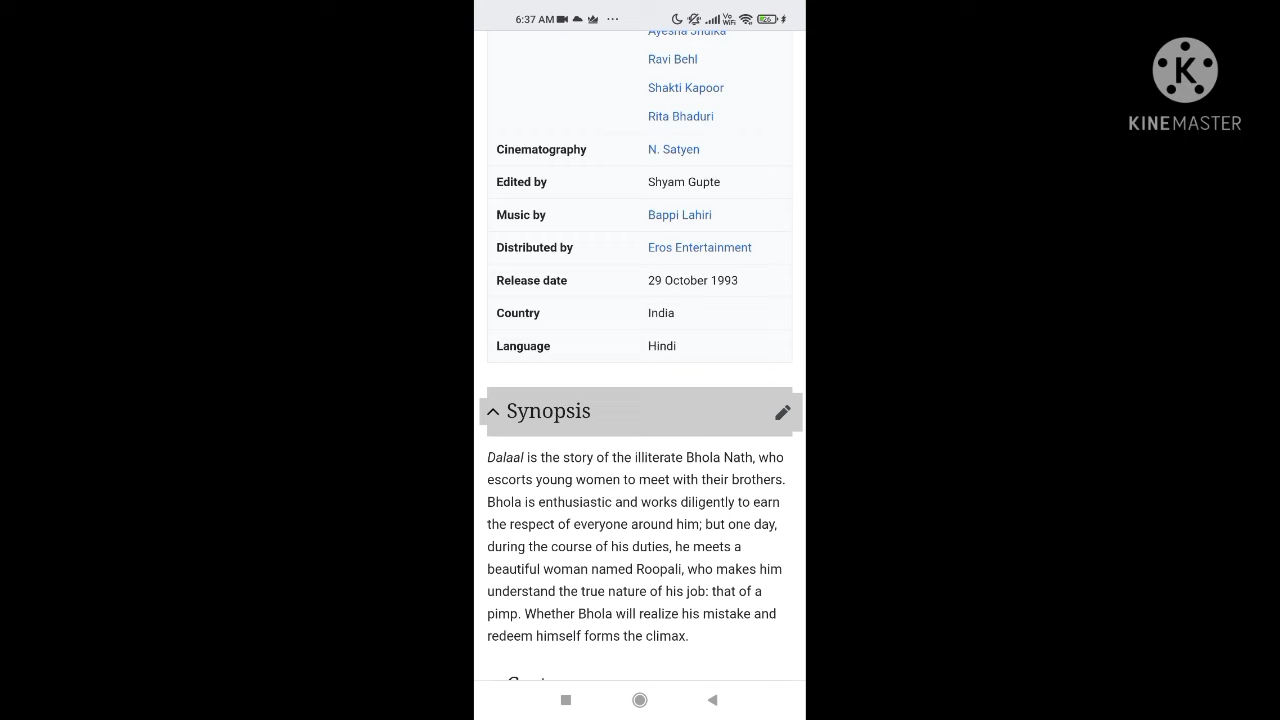 6:37 AM
Ayesha Jhulka
Ravi Behl
Shakti Kapoor
Rita Bhaduri
Cinematography N. Satyen
Edited by Shyam Gupte
Music by Bappi Lahiri
Distributed by Eros Entertainment
Release date 29 October 1993
Country India
Language Hindi
Synopsis
Dalaal is the story of the illiterate Bhola Nath, who
escorts young women to meet with their brothers.
Bhola is enthusiastic and works diligently to earn
the respect of everyone around him; but one day,
during the course of his duties, he meets a
beautiful woman named Roopali, who makes him
understand the true nature of his job: that of a
pimp. Whether Bhola will realize his mistake and
redeem himself forms the climax.
K
KINEMASTER